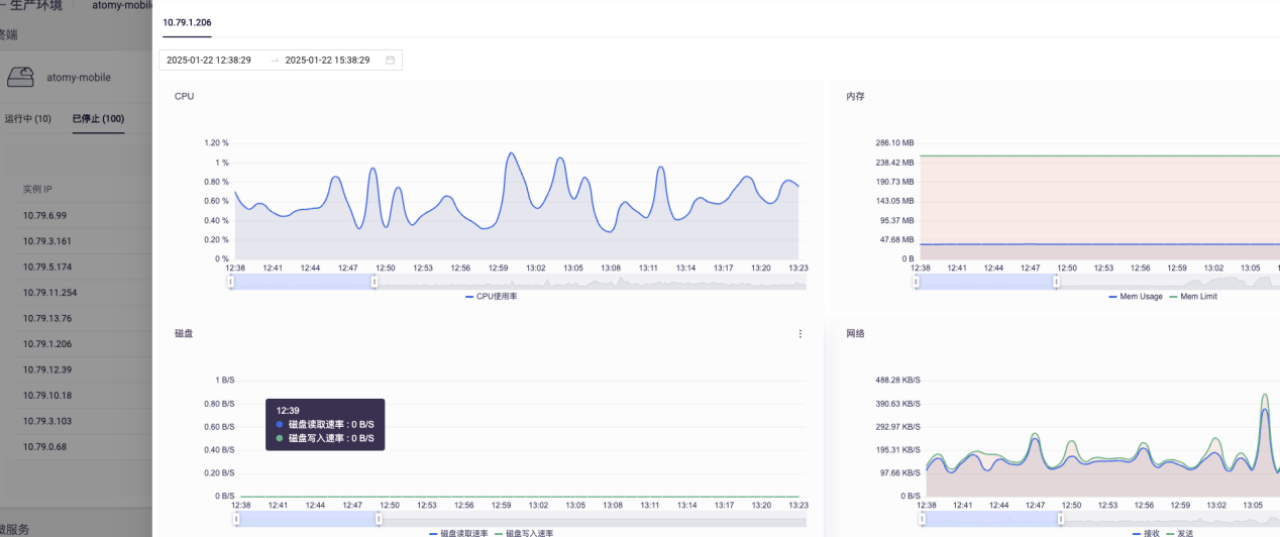 生产环境
atomy-mobile
终端
atomy-mobile
运行中 (10)
已停止 (100)
实例 IP
10.79.6.99
10.79.3.161
10.79.5.174
10.79.11.254
10.79.13.76
10.79.1.206
10.79.12.39
10.79.10.18
10.79.3.103
10.79.0.68
微服务
10.79.1.206
2025-01-22 12:38:29 → 2025-01-22 15:38:29
CPU
1.20 %
1 %
0.80 %
0.60 %
0.40 %
0.20 %
0 %
12:38 12:41 12:44 12:47 12:50 12:53 12:56 12:59 13:02 13:05 13:08 13:11 13:14 13:17 13:20 13:23
CPU使用率
内存
286.10 MB
238.42 MB
190.73 MB
143.05 MB
95.37 MB
47.68 MB
0 B
12:38 12:41 12:44 12:47 12:50 12:53 12:56 12:59 13:02 13:05
Mem Usage Mem Limit
磁盘
1 B/S
0.80 B/S
0.60 B/S
0.40 B/S
0.20 B/S
0 B/S
12:39
磁盘读取速率 : 0 B/S
磁盘写入速率 : 0 B/S
12:38 12:41 12:44 12:47 12:50 12:53 12:56 12:59 13:02 13:05 13:08 13:11 13:14 13:17 13:20 13:23
磁盘读取速率 磁盘写入速率
网络
488.28 KB/S
390.63 KB/S
292.97 KB/S
195.31 KB/S
97.66 KB/S
0 B/S
12:38 12:41 12:44 12:47 12:50 12:53 12:56 12:59 13:02 13:05
接收 发送